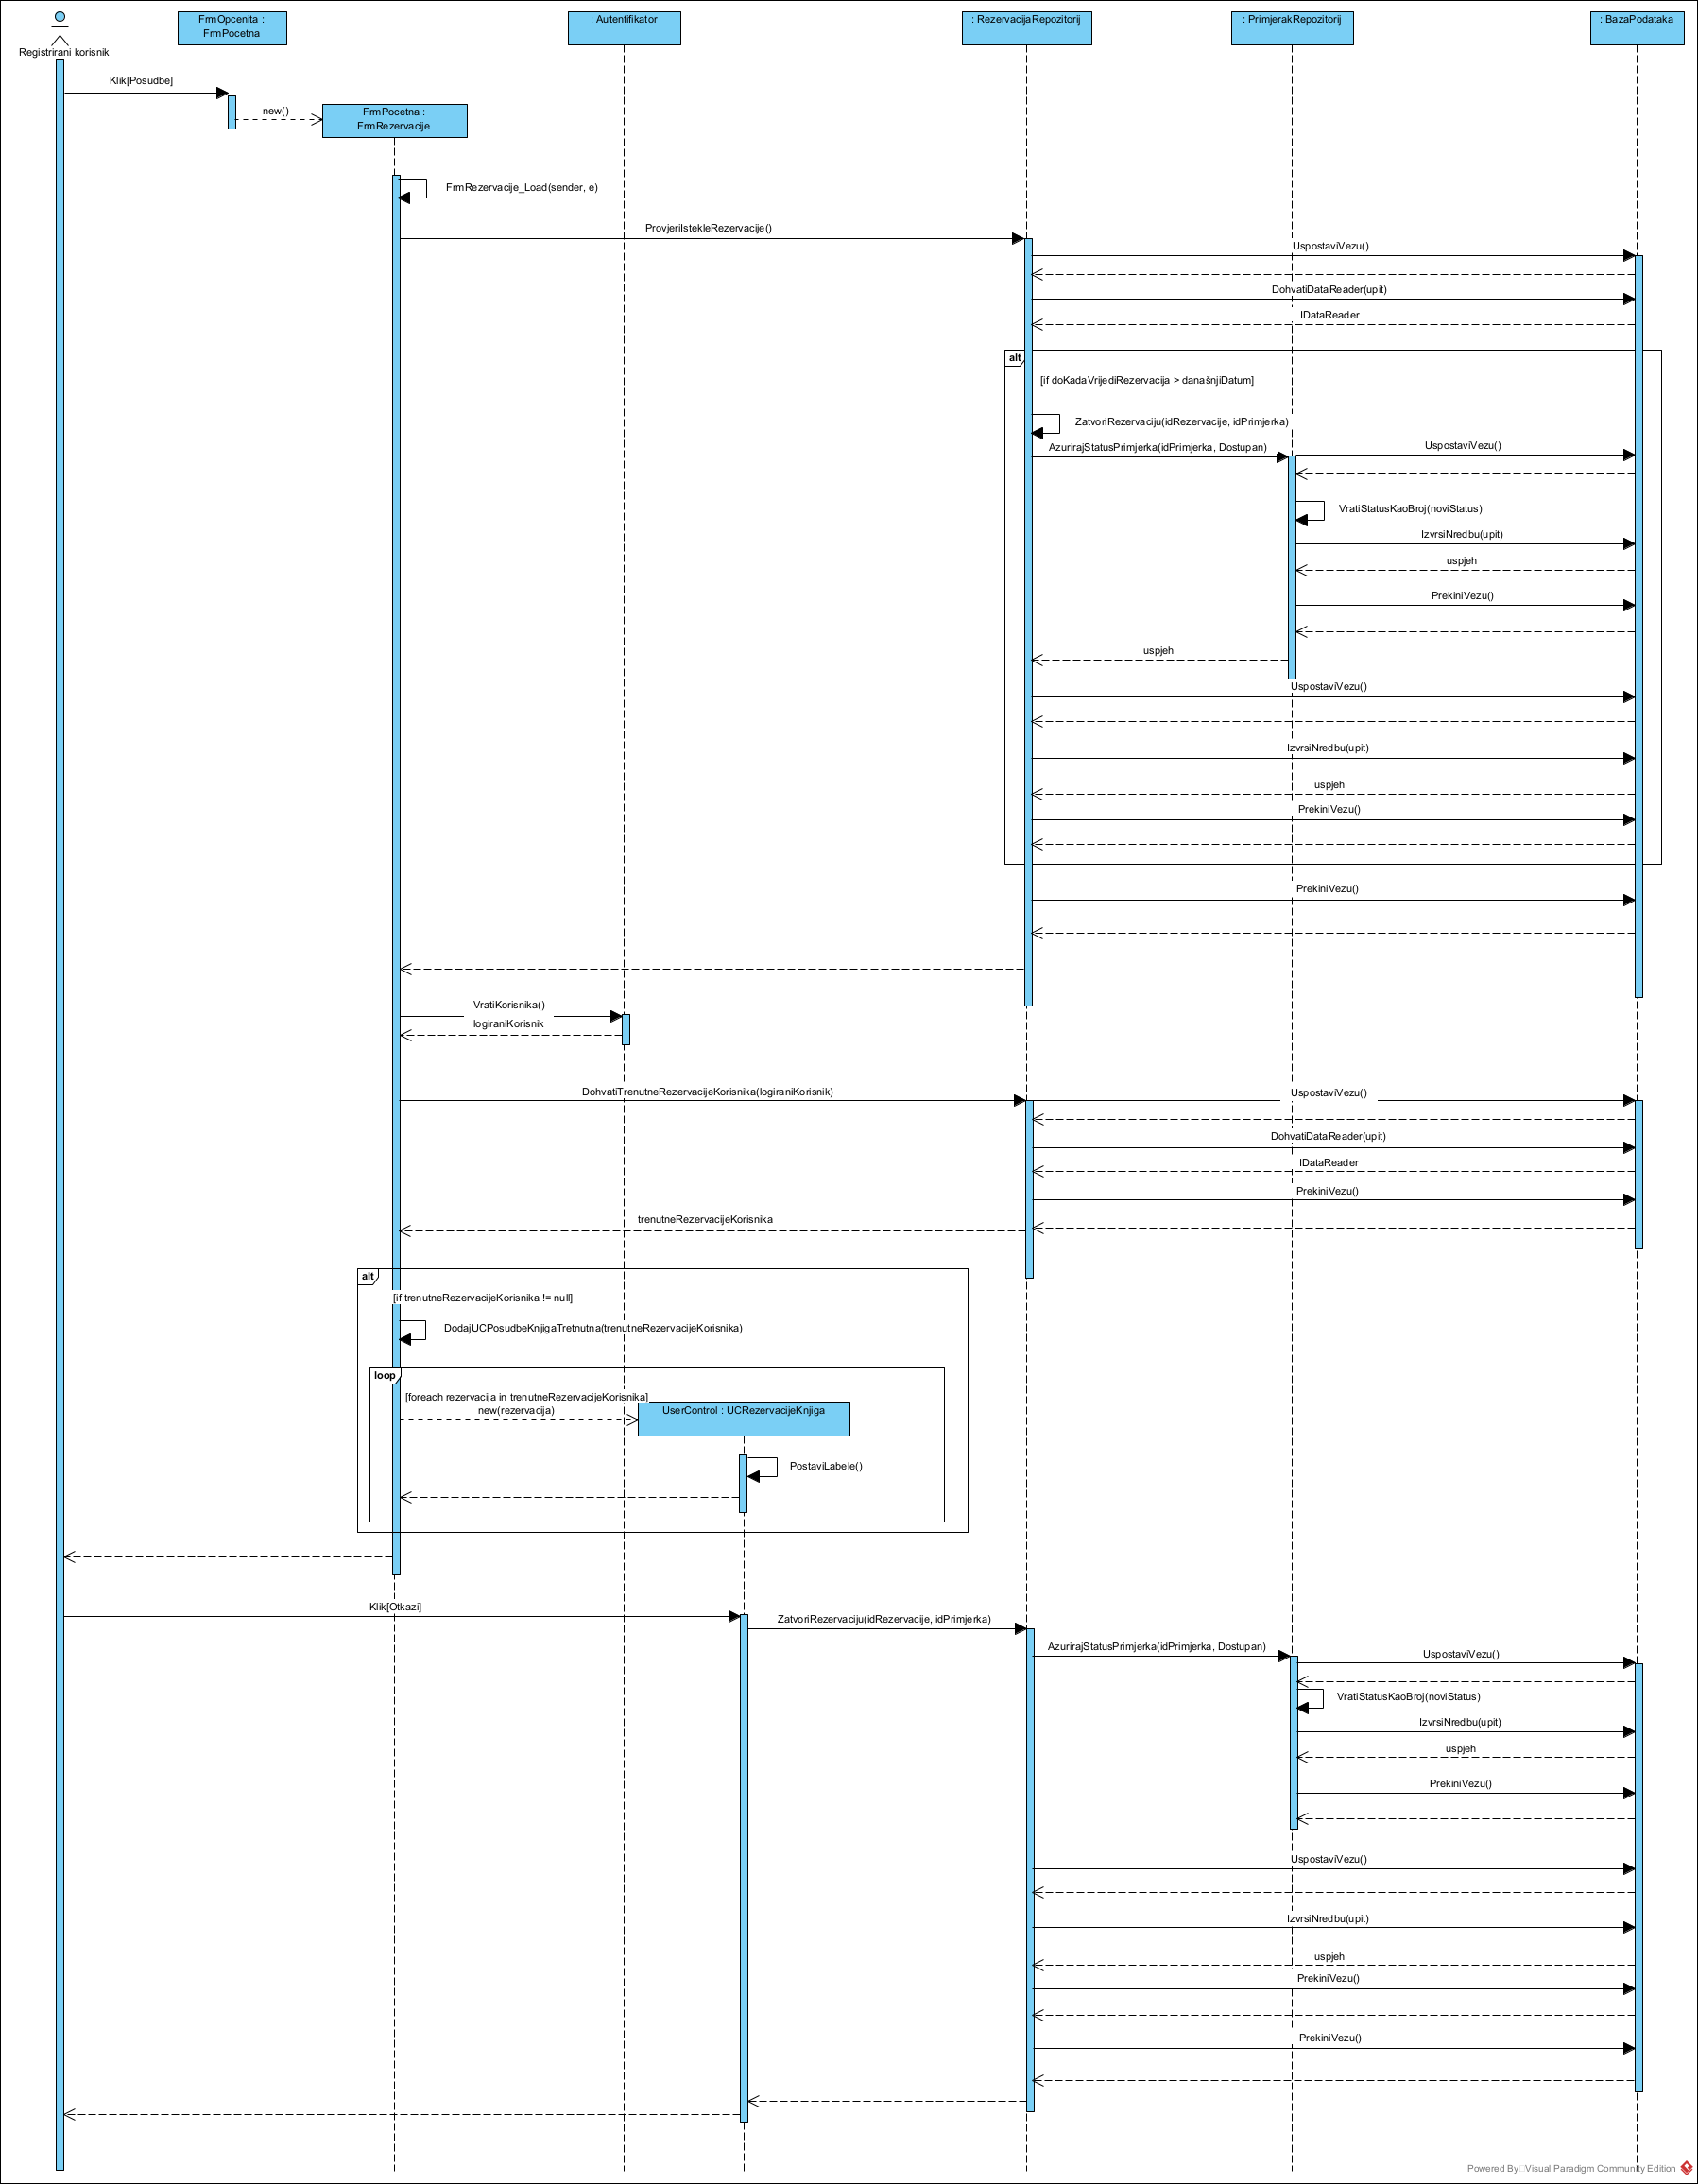 FrmOpcenita :
FrmPocetna
: Autentifikator
: RezervacijaRepozitorij
: PrimjerakRepozitorij
: BazaPodataka
Registrirani korisnik
Klik[Posudbe]
new()
FrmPocetna :
FrmRezervacije
FrmRezervacije_Load(sender, e)
ProvjeriIstekleRezervacije()
UspostaviVezu()
DohvatiDataReader(upit)
IDataReader
alt
[if doKadaVrijediRezervacija > današnjiDatum]
ZatvoriRezervaciju(idRezervacije, idPrimjerka)
AzurirajStatusPrimjerka(idPrimjerka, Dostupan)
UspostaviVezu()
VratiStatusKaoBroj(noviStatus)
IzvrsiNredbu(upit)
uspjeh
PrekiniVezu()
uspjeh
UspostaviVezu()
IzvrsiNredbu(upit)
uspjeh
PrekiniVezu()
PrekiniVezu()
VratiKorisnika()
logiraniKorisnik
DohvatiTrenutneRezervacijeKorisnika(logiraniKorisnik)
UspostaviVezu()
DohvatiDataReader(upit)
IDataReader
PrekiniVezu()
trenutneRezervacijeKorisnika
alt
[if trenutneRezervacijeKorisnika != null]
DodajUCPosudbeKnjigaTretnutna(trenutneRezervacijeKorisnika)
loop
[foreach rezervacija in trenutneRezervacijeKorisnika]
new(rezervacija)
UserControl : UCRezervacijeKnjiga
PostaviLabele()
Klik[Otkazi]
ZatvoriRezervaciju(idRezervacije, idPrimjerka)
AzurirajStatusPrimjerka(idPrimjerka, Dostupan)
UspostaviVezu()
VratiStatusKaoBroj(noviStatus)
IzvrsiNredbu(upit)
uspjeh
PrekiniVezu()
UspostaviVezu()
IzvrsiNredbu(upit)
uspjeh
PrekiniVezu()
PrekiniVezu()
Powered By Visual Paradigm Community Edition